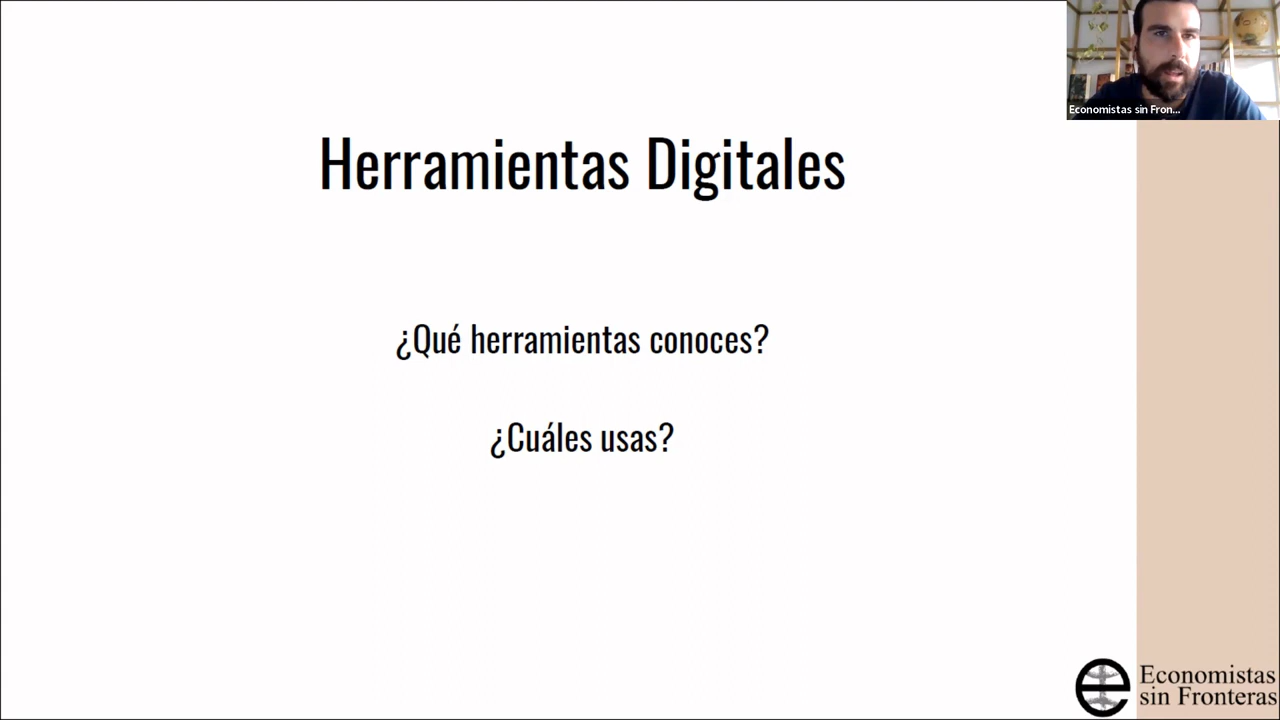 Economistas sin Fron...
Herramientas Digitales
¿Qué herramientas conoces?
¿Cuáles usas?
Economistas
sin Fronteras